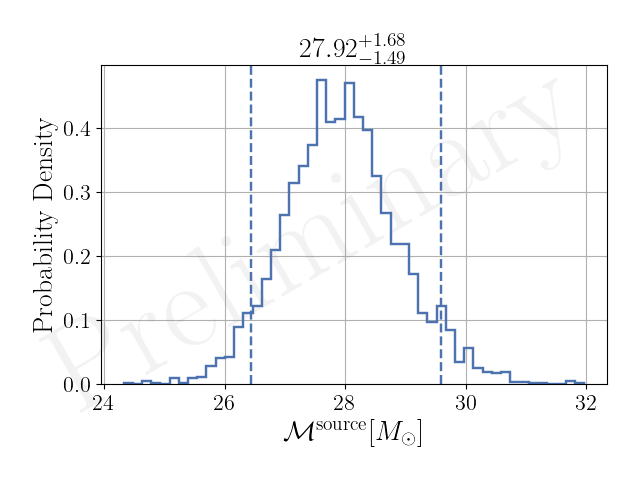 27.92^{+1.68}_{-1.49}
Probability Density
0.4
0.3
0.2
0.1
0.0
24 26 28 30 32
ℳ^{source}[M_⊙]
Preliminary